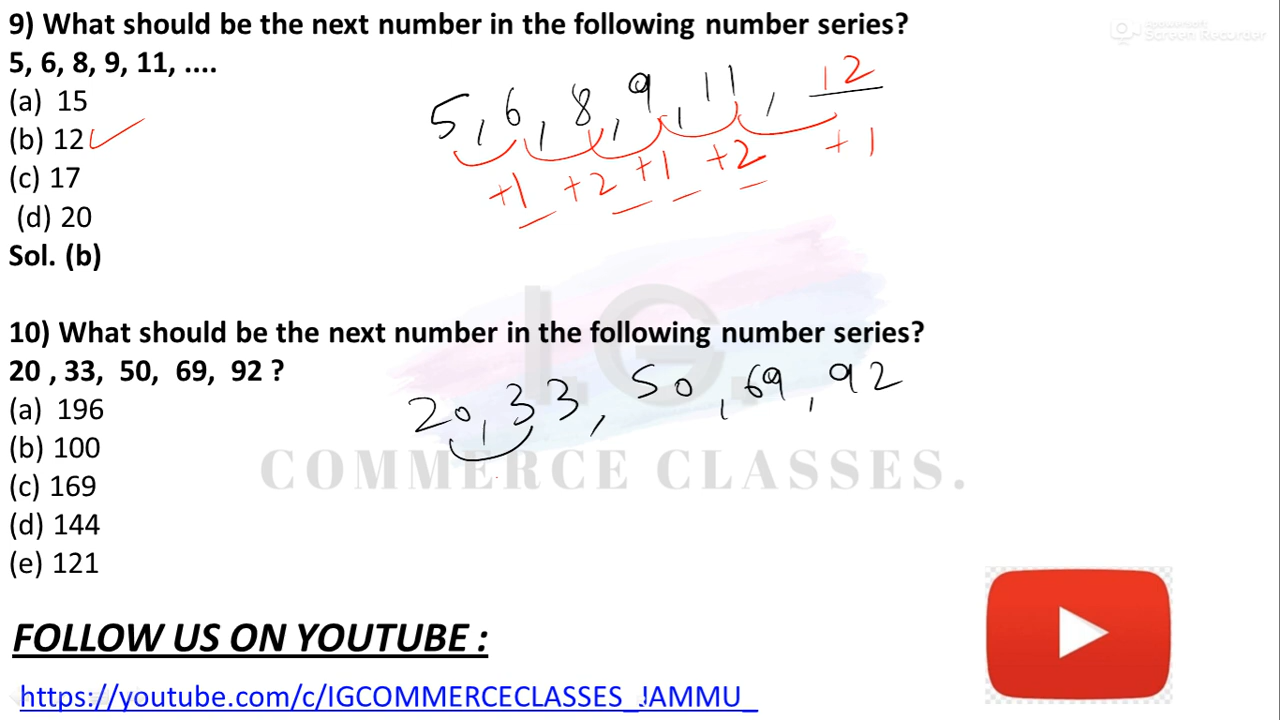 9) What should be the next number in the following number series?
5, 6, 8, 9, 11, ....
(a) 15
(b) 12
(c) 17
(d) 20
Sol. (b)
5, 6, 8, 9, 11, 12
+1 +2 +1 +2 +1
10) What should be the next number in the following number series?
20 , 33, 50, 69, 92 ?
(a) 196
(b) 100
(c) 169
(d) 144
(e) 121
20, 33, 50, 69, 92
I.G.
COMMERCE CLASSES.
FOLLOW US ON YOUTUBE :
https://youtube.com/c/IGCOMMERCECLASSES_JAMMU_
Screen Recorder